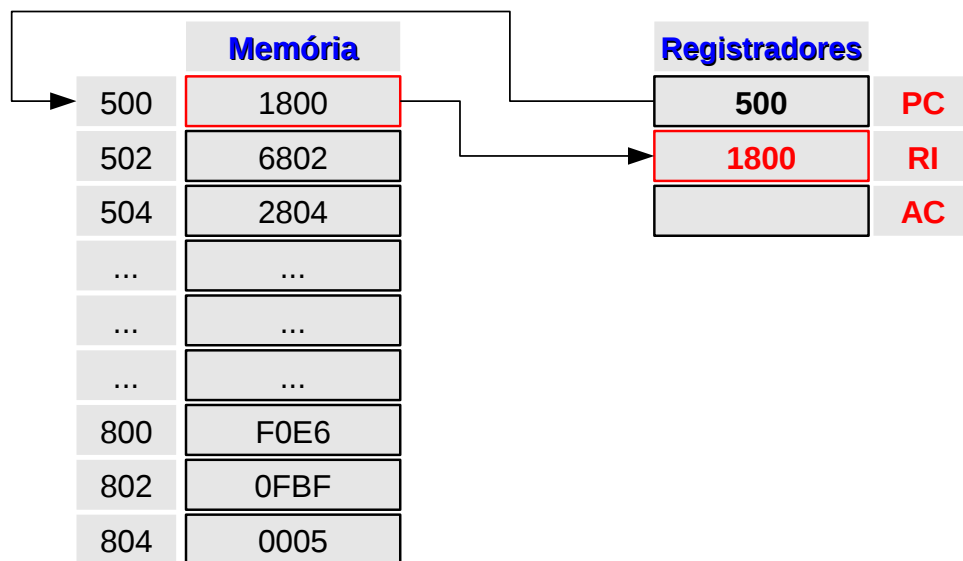 Memória Registradores
500 1800 500 PC
502 6802 1800 RI
504 2804 AC
... ...
... ...
... ...
800 F0E6
802 0FBF
804 0005